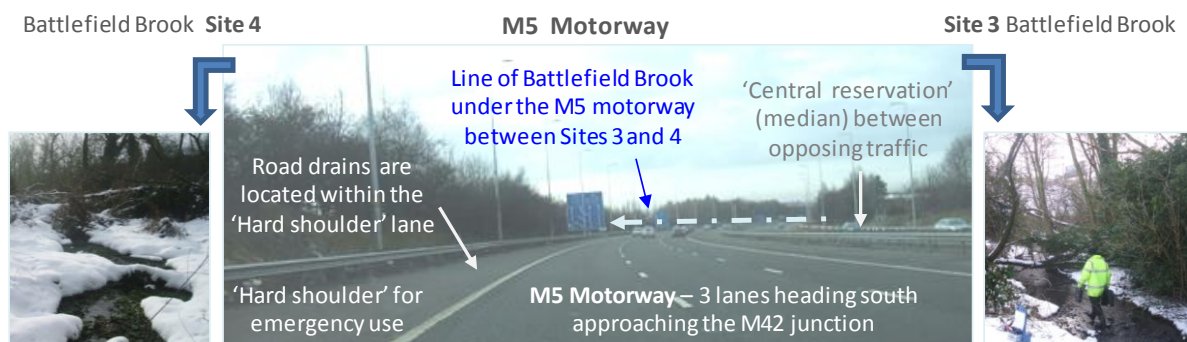 Battlefield Brook Site 4
M5 Motorway
Site 3 Battlefield Brook
Line of Battlefield Brook
under the M5 motorway
between Sites 3 and 4
‘Central reservation’
(median) between
opposing traffic
Road drains are
located within the
‘Hard shoulder’ lane
‘Hard shoulder’ for
emergency use
M5 Motorway – 3 lanes heading south
approaching the M42 junction